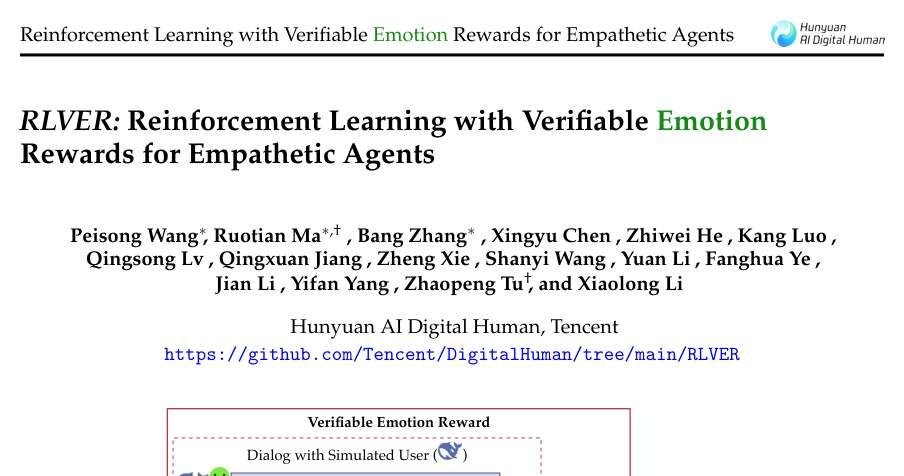 Reinforcement Learning with Verifiable Emotion Rewards for Empathetic Agents
Hunyuan
AI Digital Human
RLVER: Reinforcement Learning with Verifiable Emotion
Rewards for Empathetic Agents
Peisong Wang*, Ruotian Ma*,† , Bang Zhang* , Xingyu Chen , Zhiwei He , Kang Luo ,
Qingsong Lv , Qingxuan Jiang , Zheng Xie , Shanyi Wang , Yuan Li , Fanghua Ye ,
Jian Li , Yifan Yang , Zhaopeng Tu†, and Xiaolong Li
Hunyuan AI Digital Human, Tencent
https://github.com/Tencent/DigitalHuman/tree/main/RLVER
Verifiable Emotion Reward
Dialog with Simulated User ( )